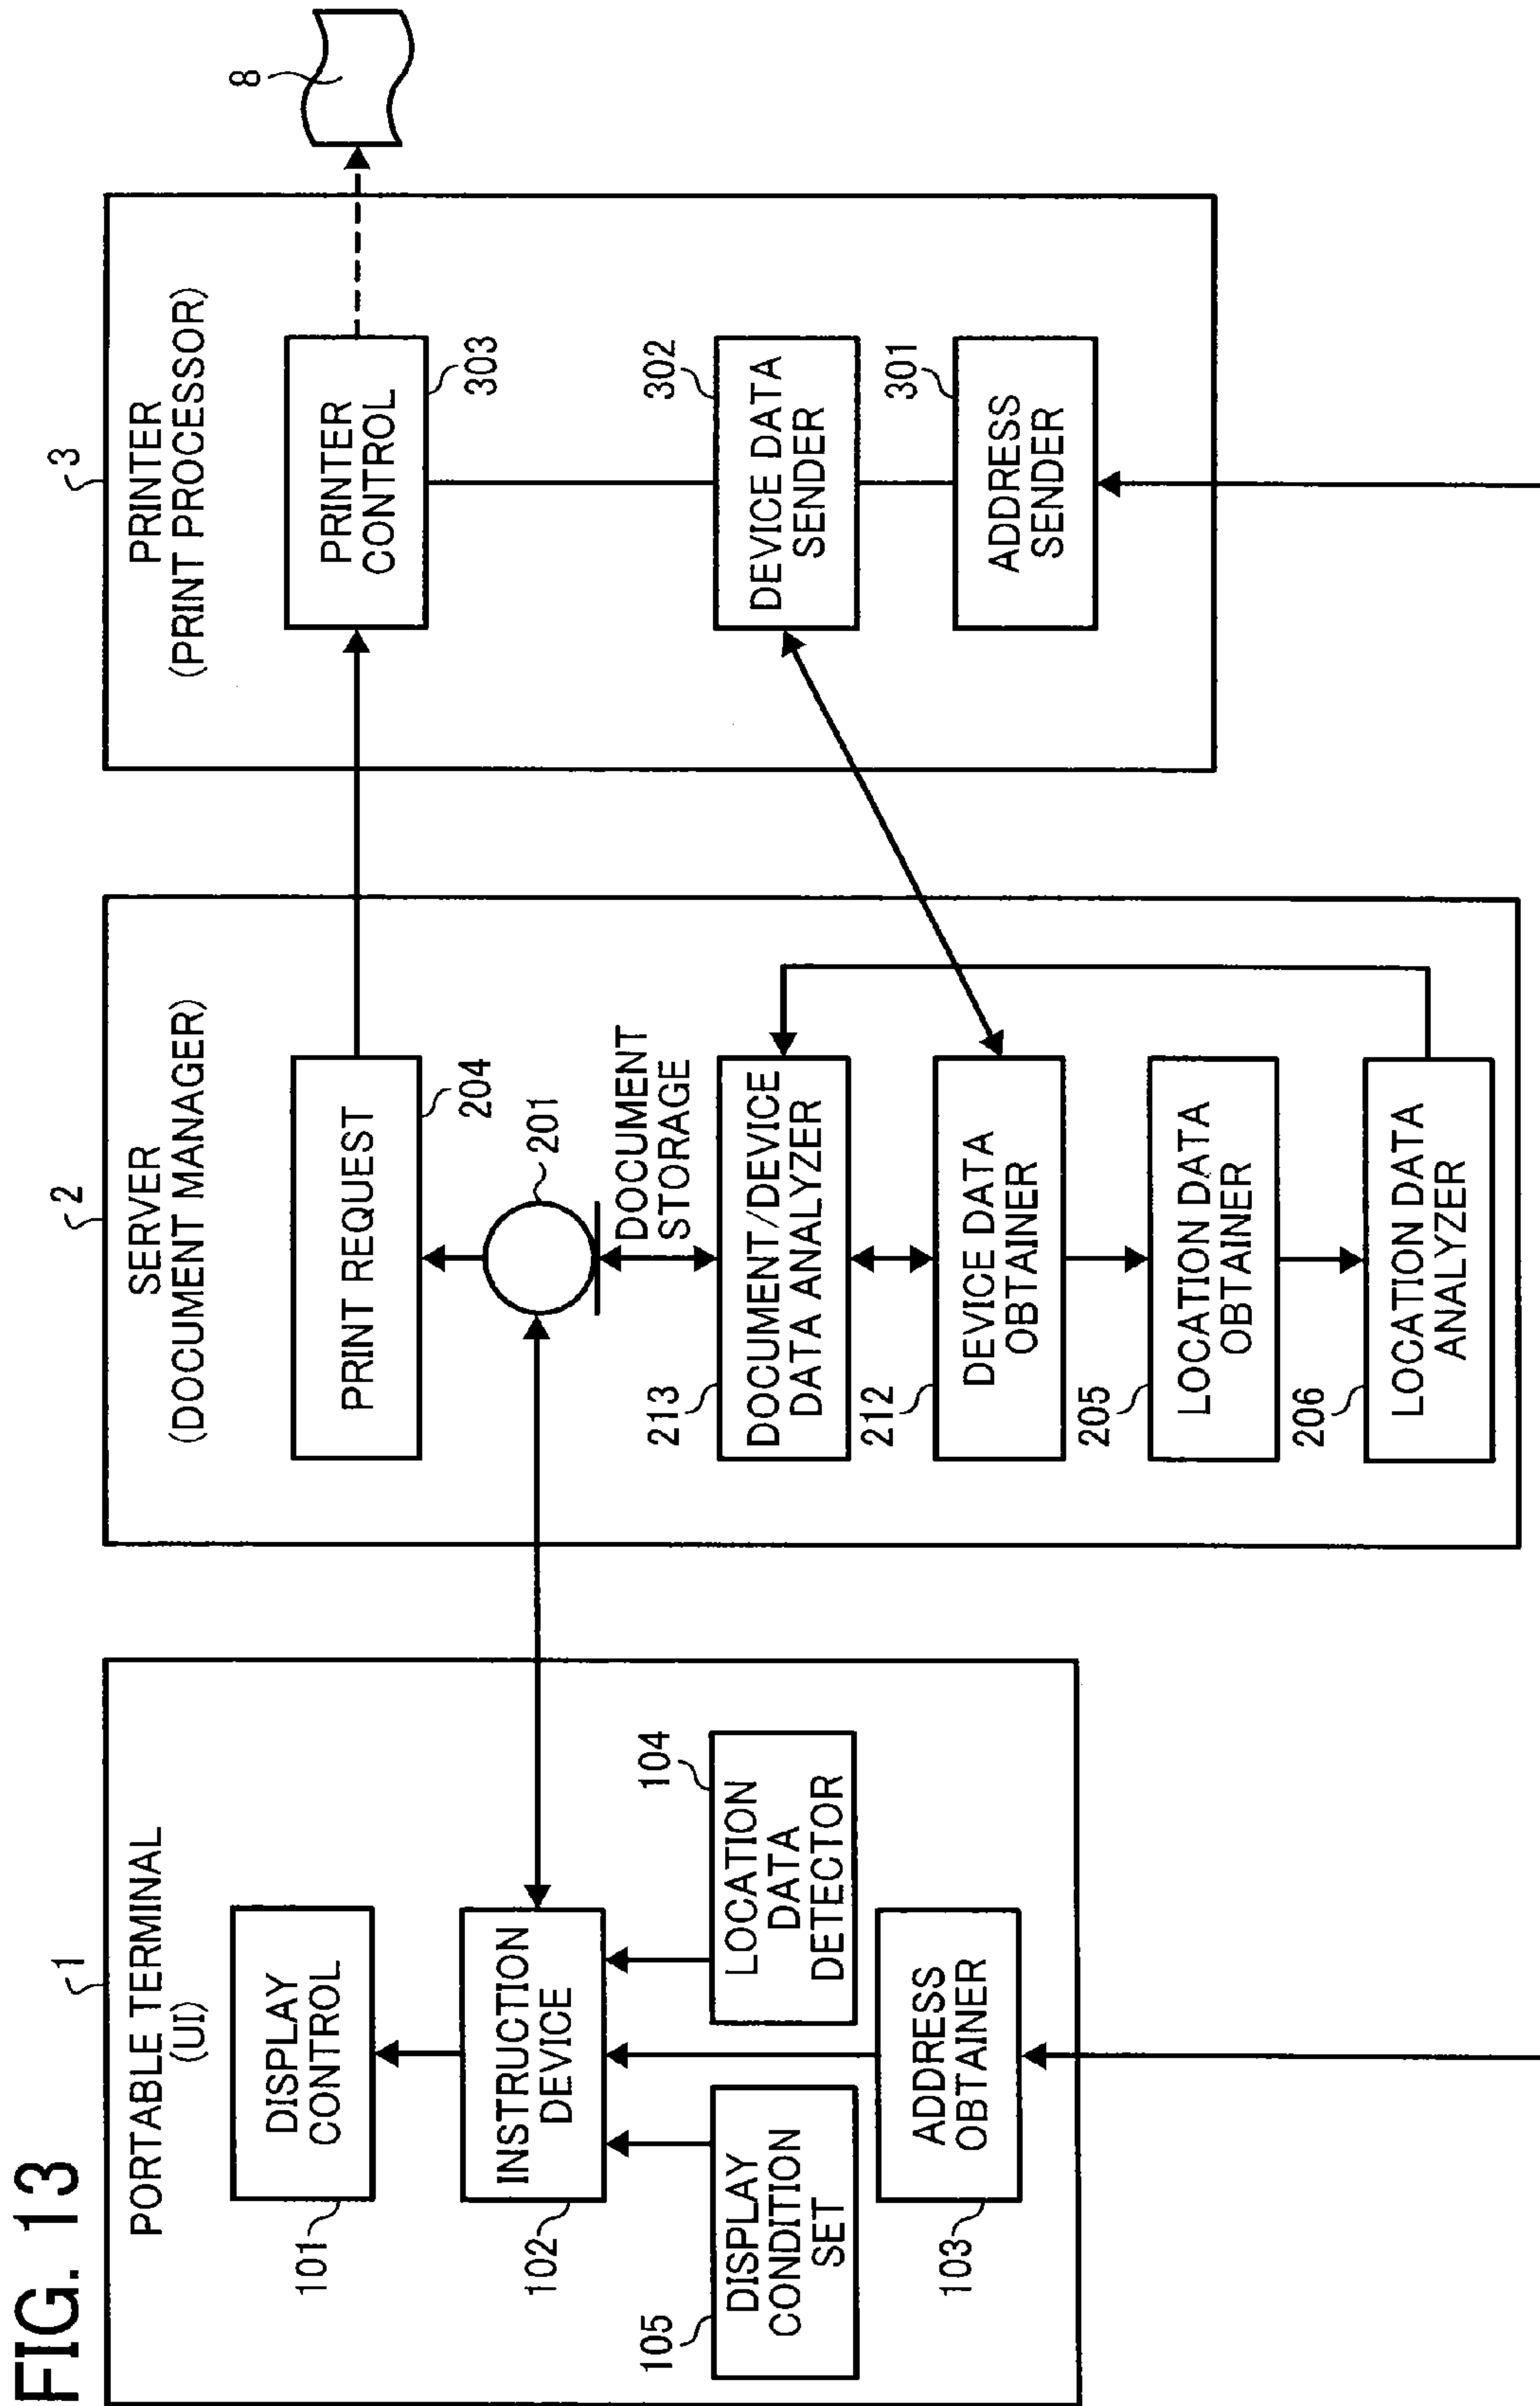 FIG. 13
1
PORTABLE TERMINAL
(UI)
DISPLAY
CONTROL
101
INSTRUCTION
DEVICE
102
105
DISPLAY
CONDITION
SET
104
LOCATION
DATA
DETECTOR
ADDRESS
OBTAINER
103
2
SERVER
(DOCUMENT MANAGER)
PRINT REQUEST
204
201
DOCUMENT
STORAGE
213
DOCUMENT/DEVICE
DATA ANALYZER
212
DEVICE DATA
OBTAINER
205
LOCATION DATA
OBTAINER
206
LOCATION DATA
ANALYZER
3
PRINTER
(PRINT PROCESSOR)
PRINTER
CONTROL
303
302
DEVICE DATA
SENDER
301
ADDRESS
SENDER
8